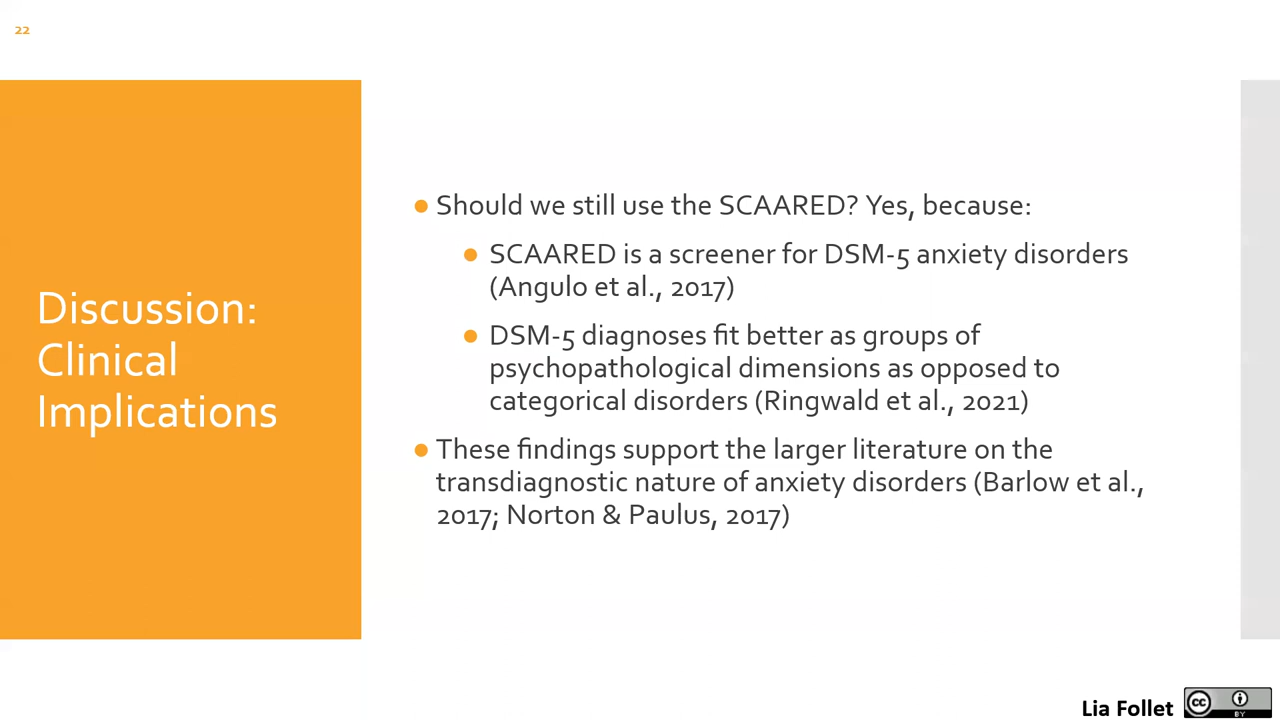 22
Discussion:
Clinical
Implications
● Should we still use the SCAARED? Yes, because:
● SCAARED is a screener for DSM-5 anxiety disorders
(Angulo et al., 2017)
● DSM-5 diagnoses fit better as groups of
psychopathological dimensions as opposed to
categorical disorders (Ringwald et al., 2021)
● These findings support the larger literature on the
transdiagnostic nature of anxiety disorders (Barlow et al.,
2017; Norton & Paulus, 2017)
Lia Follet
cc
BY